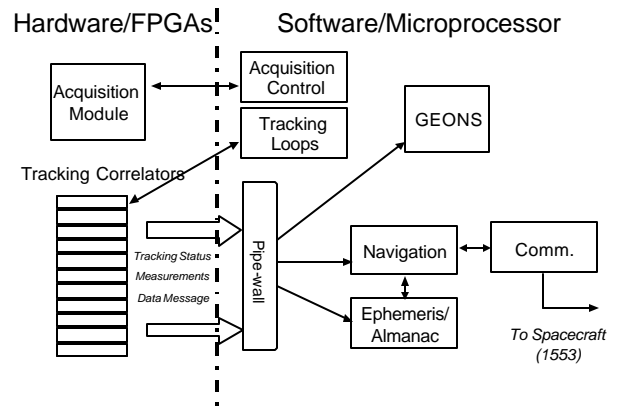 Hardware/FPGAs
Software/Microprocessor
Acquisition
Module
Acquisition
Control
Tracking
Loops
GEONS
Tracking Correlators
Tracking Status
Measurements
Data Message
Pipe-wall
Navigation
Comm.
Ephemeris/
Almanac
To Spacecraft
(1553)